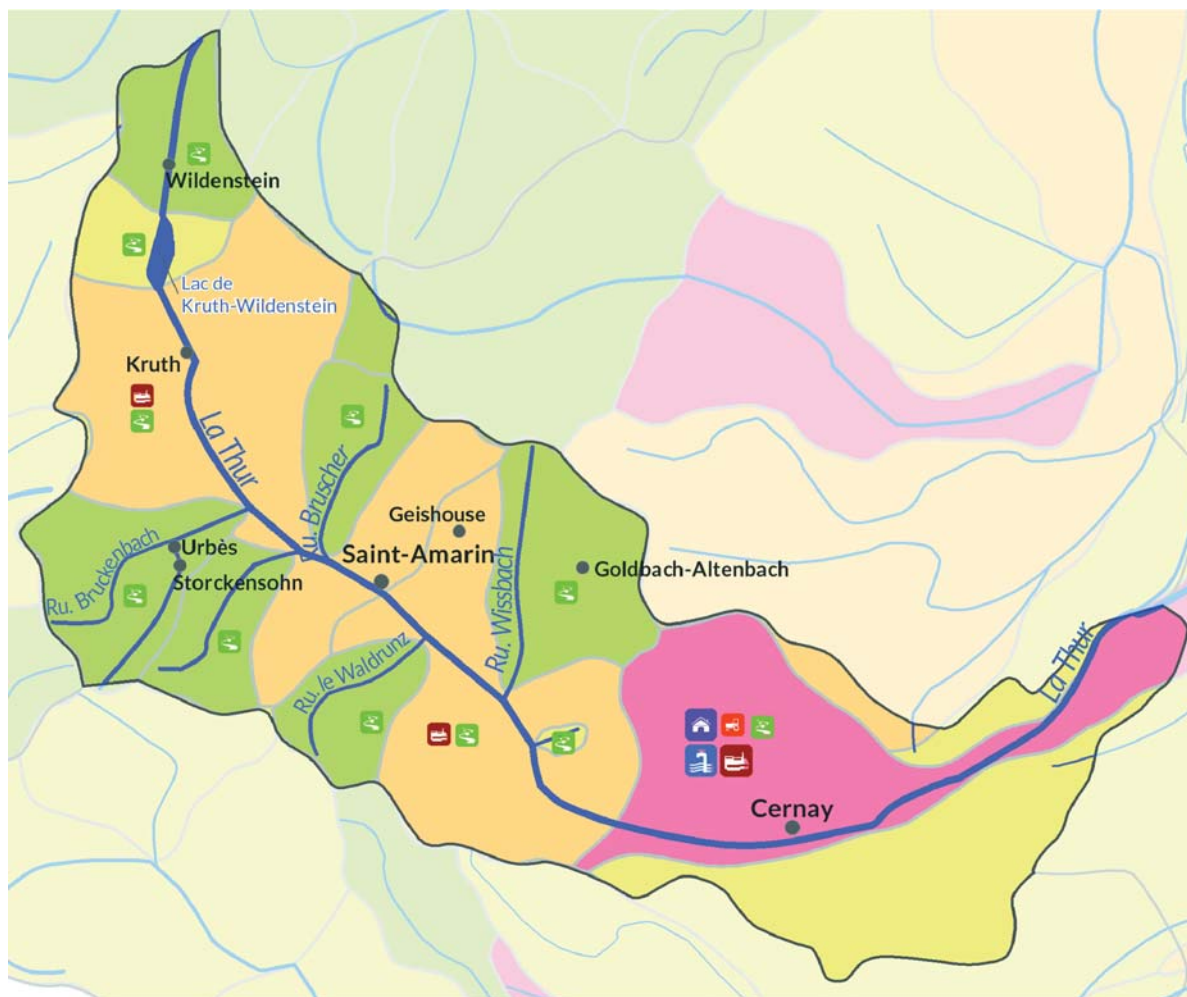 Wildenstein
Lac de
Kruth-Wildenstein
Kruth
La Thur
Ru. Bruscher
Geishouse
Ru. Bruckenbach
Urbès
Saint-Amarin
Storckensohn
Ru. Wissbach
Goldbach-Altenbach
Ru. le Waldrunz
La Thur
Cernay